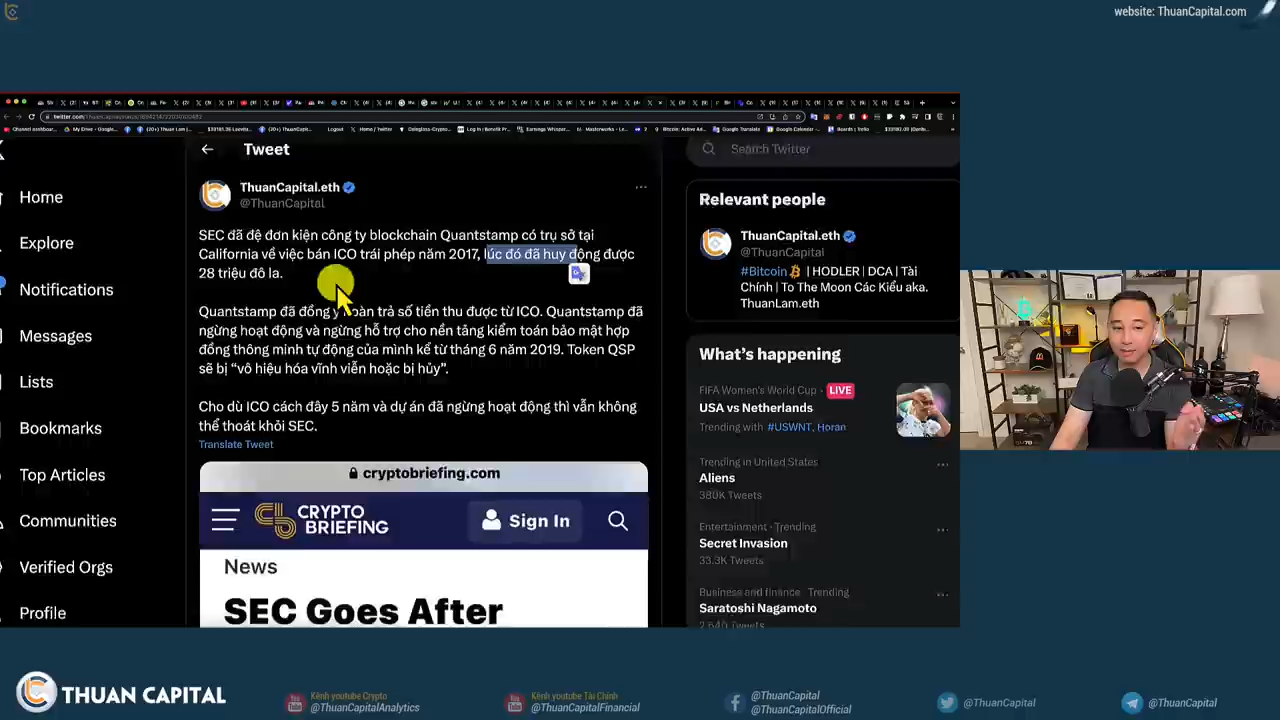 website: ThuanCapital.com
Tweet
Search Twitter
Home
Explore
Notifications
Messages
Lists
Bookmarks
Top Articles
Communities
Verified Orgs
Profile
ThuanCapital.eth
@ThuanCapital
SEC đã đệ đơn kiện công ty blockchain Quantstamp có trụ sở tại
California về việc bán ICO trái phép năm 2017, lúc đó đã huy động được
28 triệu đô la.
Quantstamp đã đồng ý hoàn trả số tiền thu được từ ICO. Quantstamp đã
ngừng hoạt động và ngừng hỗ trợ cho nền tảng kiểm toán bảo mật hợp
đồng thông minh tự động của mình kể từ tháng 6 năm 2019. Token QSP
sẽ bị “vô hiệu hóa vĩnh viễn hoặc bị hủy”.
Cho dù ICO cách đây 5 năm và dự án đã ngừng hoạt động thì vẫn không
thể thoát khỏi SEC.
Translate Tweet
cryptobriefing.com
CRYPTO
BRIEFING
Sign In
News
SEC Goes After
Relevant people
ThuanCapital.eth
@ThuanCapital
#Bitcoin | HODLER | DCA | Tài
Chính | To The Moon Các Kiểu aka.
ThuanLam.eth
What's happening
FIFA Women's World Cup · LIVE
USA vs Netherlands
Trending with #USWNT, Horan
Trending in United States
Aliens
380K Tweets
Entertainment · Trending
Secret Invasion
33.3K Tweets
Business and finance · Trending
Saratoshi Nagamoto
2,640 Tweets
THUAN CAPITAL
Kênh youtube Crypto
@ThuanCapitalAnalytics
Kênh youtube Tài Chính
@ThuanCapitalFinancial
@ThuanCapital
@ThuanCapitalOfficial
@ThuanCapital
@ThuanCapital